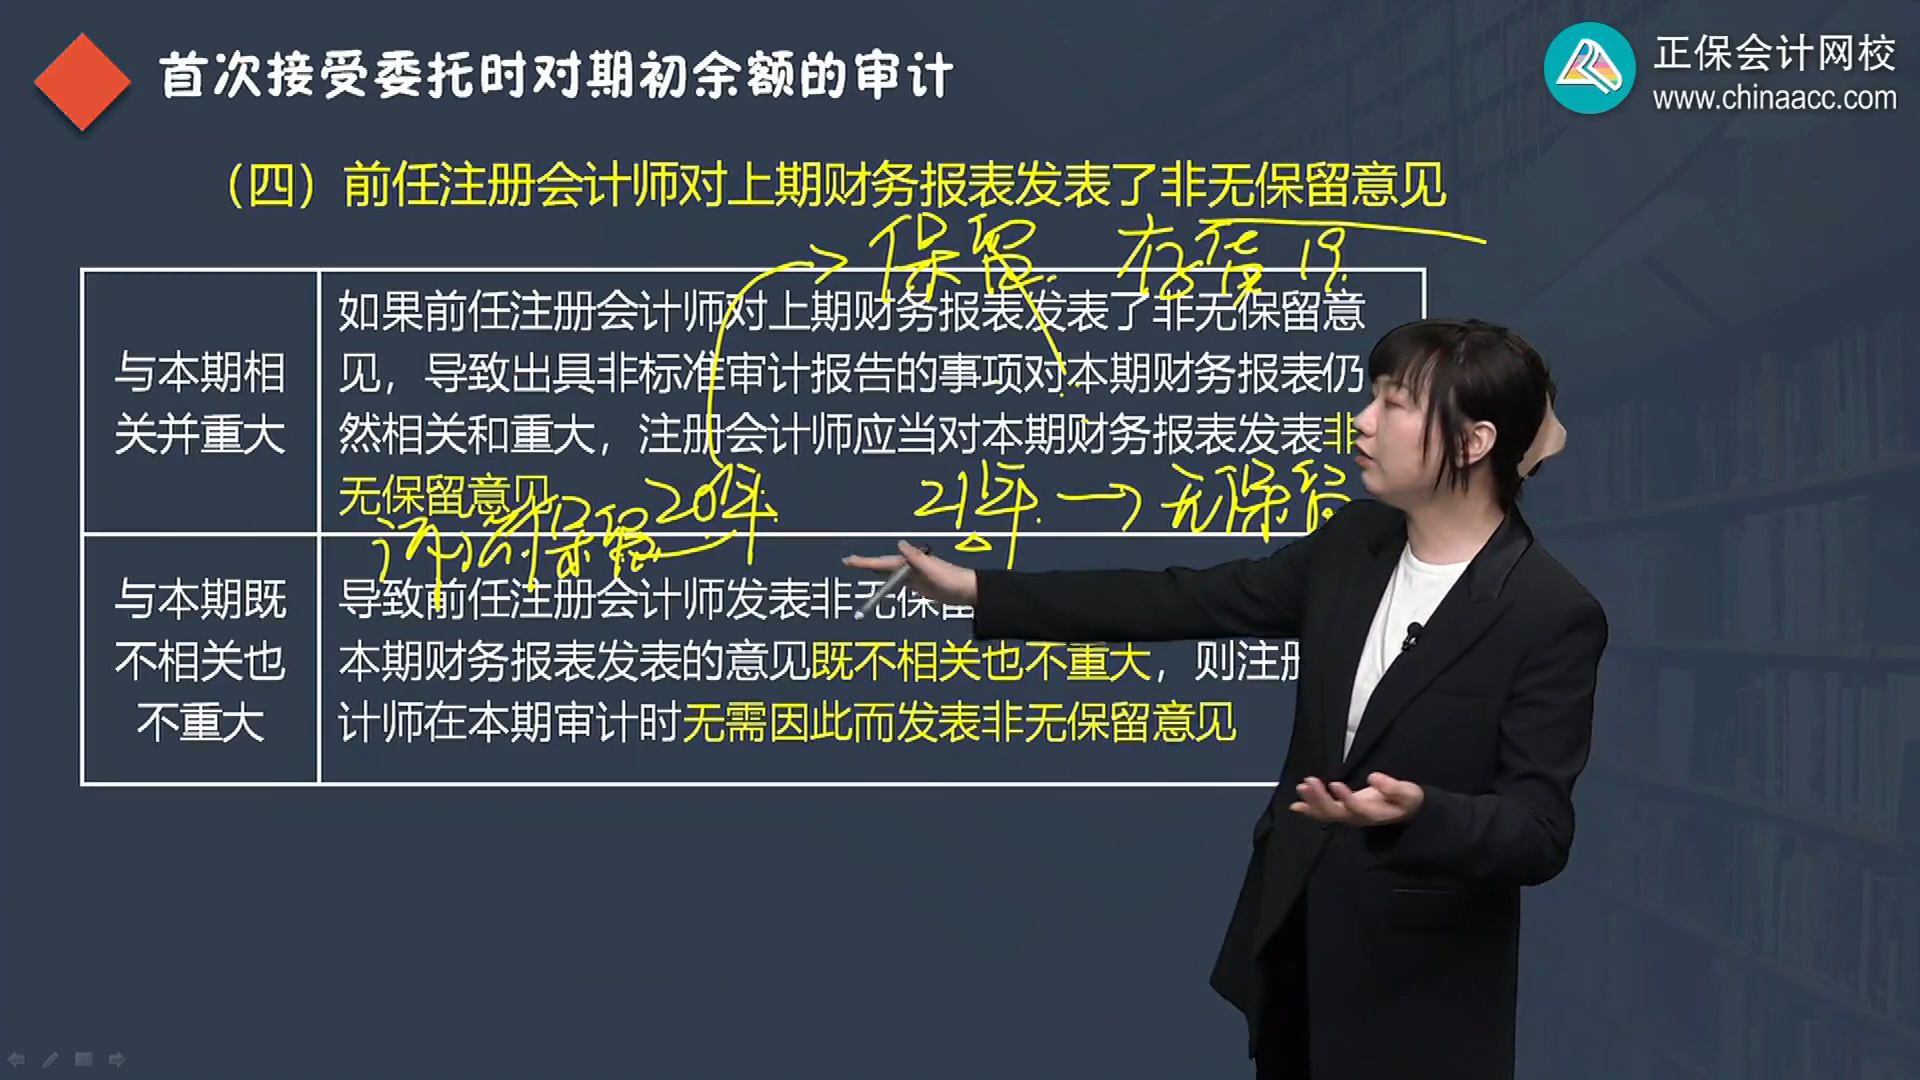 首次接受委托时对期初余额的审计
正保会计网校
www.chinaacc.com
（四）前任注册会计师对上期财务报表发表了非无保留意见
保留 存货
与本期相
关并重大
如果前任注册会计师对上期财务报表发表了非无保留意
见，导致出具非标准审计报告的事项对本期财务报表仍
然相关和重大，注册会计师应当对本期财务报表发表非
无保留意见
20年 21年 → 无保留
保留
与本期既
不相关也
不重大
导致前任注册会计师发表非无保留
本期财务报表发表的意见既不相关也不重大，则注册
计师在本期审计时无需因此而发表非无保留意见